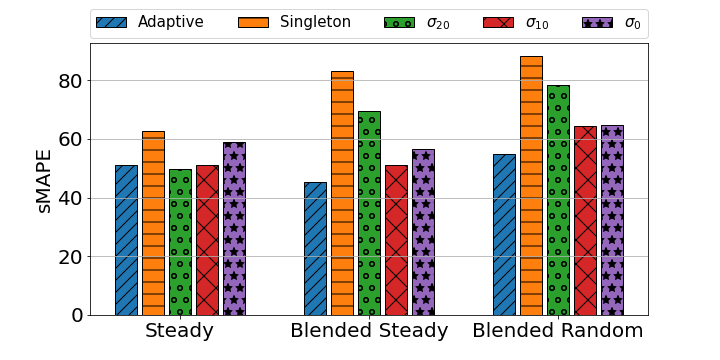 Adaptive Singleton σ₂₀ σ₁₀ σ₀
sMAPE
80
60
40
20
0
Steady Blended Steady Blended Random